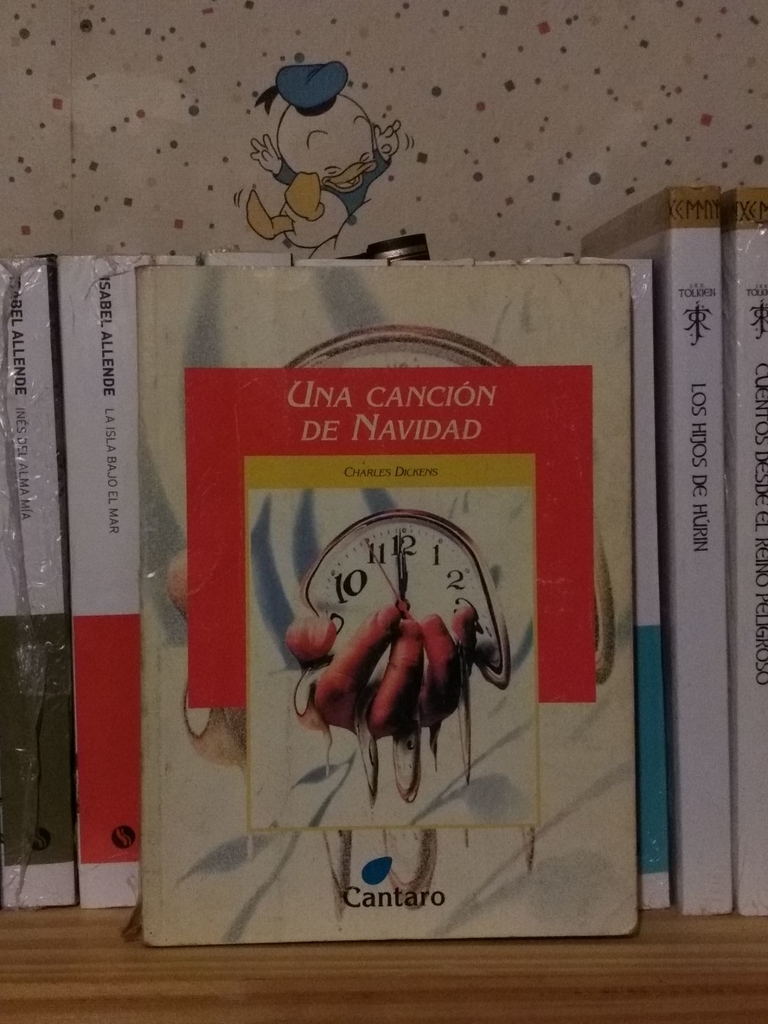 ISABEL ALLENDE INÉS DEL ALMA MÍA
ISABEL ALLENDE LA ISLA BAJO EL MAR
UNA CANCIÓN
DE NAVIDAD
CHARLES DICKENS
10 11 12 1 2
Cantaro
TOLKIEN
LOS HIJOS DE HÚRIN
CUENTOS DESDE EL REINO PELIGROSO